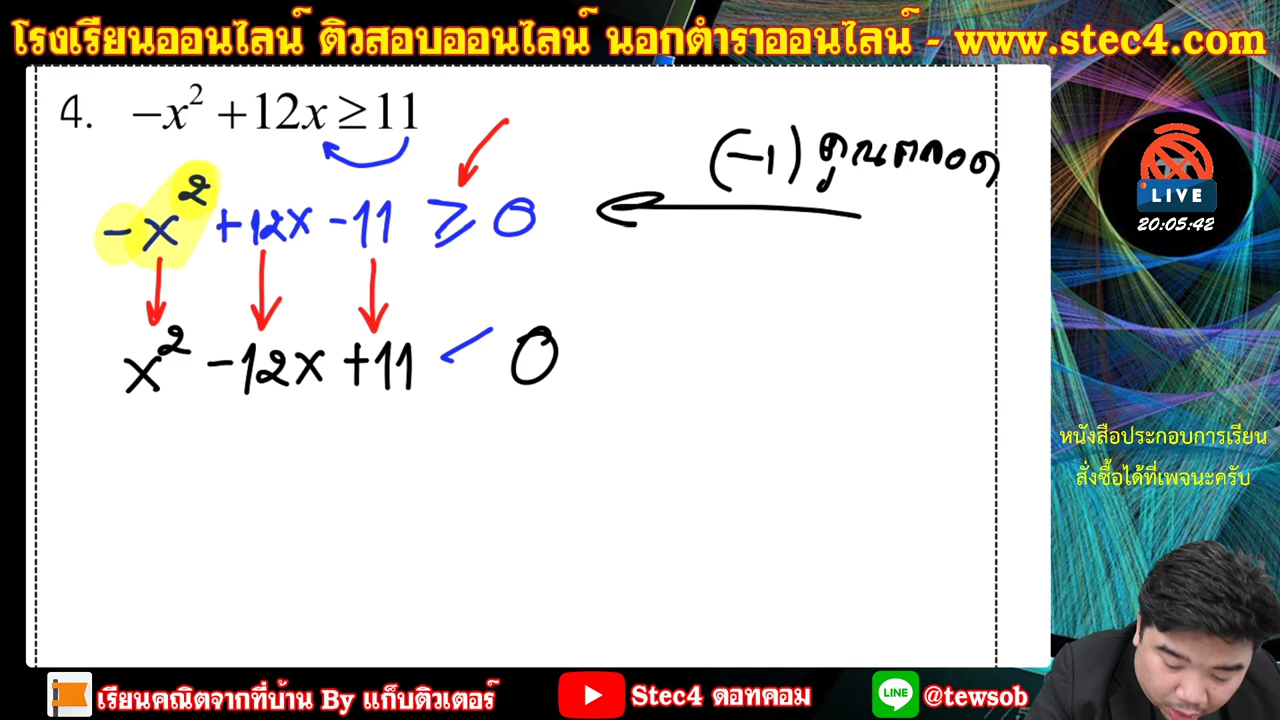 โรงเรียนออนไลน์ ติวสอบออนไลน์ นอกตำราออนไลน์ - www.stec4.com
4. −x² +12x ≥ 11
(−1) คูณตลอด
−x² +12x −11 ≥ 0
x² −12x +11 < 0
LIVE
20:05:42
หนังสือประกอบการเรียน
สั่งซื้อได้ที่เพจนะครับ
เรียนคณิตจากที่บ้าน By แก็บติวเตอร์
Stec4 ดอทคอม
LINE
@tewsob